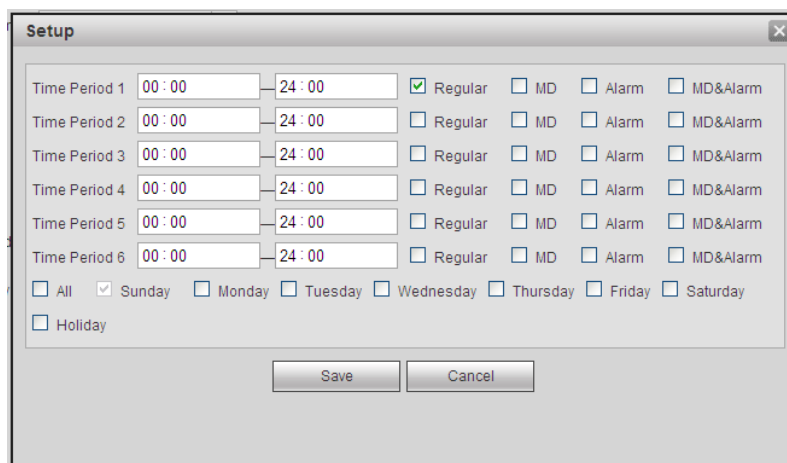 Setup
Time Period 1 00:00 — 24:00 Regular MD Alarm MD&Alarm
Time Period 2 00:00 — 24:00 Regular MD Alarm MD&Alarm
Time Period 3 00:00 — 24:00 Regular MD Alarm MD&Alarm
Time Period 4 00:00 — 24:00 Regular MD Alarm MD&Alarm
Time Period 5 00:00 — 24:00 Regular MD Alarm MD&Alarm
Time Period 6 00:00 — 24:00 Regular MD Alarm MD&Alarm
All Sunday Monday Tuesday Wednesday Thursday Friday Saturday
Holiday
Save Cancel